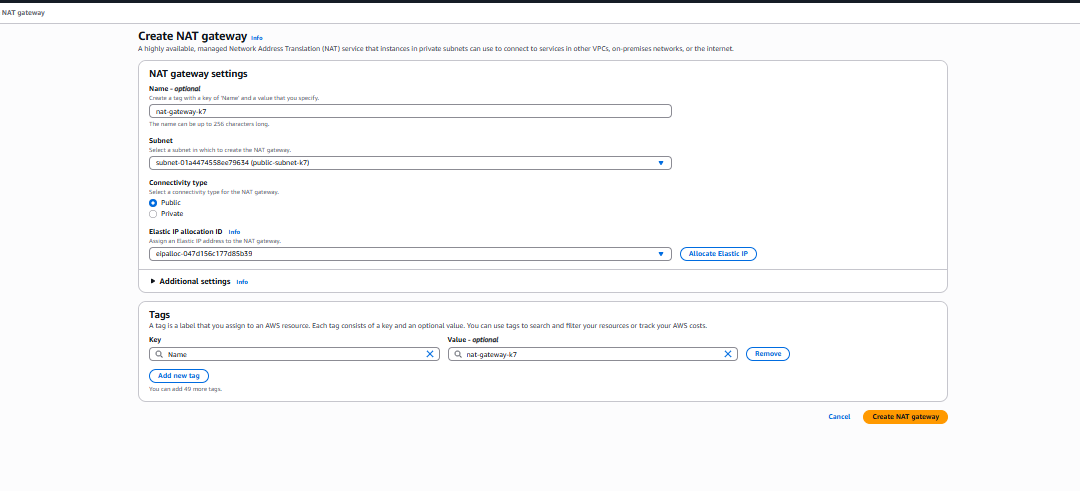 NAT gateway
Create NAT gateway Info
A highly available, managed Network Address Translation (NAT) service that instances in private subnets can use to connect to services in other VPCs, on-premises networks, or the internet.
NAT gateway settings
Name - optional
Create a tag with a key of 'Name' and a value that you specify.
nat-gateway-k7
The name can be up to 256 characters long.
Subnet
Select a subnet in which to create the NAT gateway.
subnet-01a4474558ee79634 (public-subnet-k7)
Connectivity type
Select a connectivity type for the NAT gateway.
Public
Private
Elastic IP allocation ID Info
Assign an Elastic IP address to the NAT gateway.
eipalloc-047d156c177d85b39 Allocate Elastic IP
Additional settings Info
Tags
A tag is a label that you assign to an AWS resource. Each tag consists of a key and an optional value. You can use tags to search and filter your resources or track your AWS costs.
Key Value - optional
Name nat-gateway-k7 Remove
Add new tag
You can add 49 more tags.
Cancel Create NAT gateway